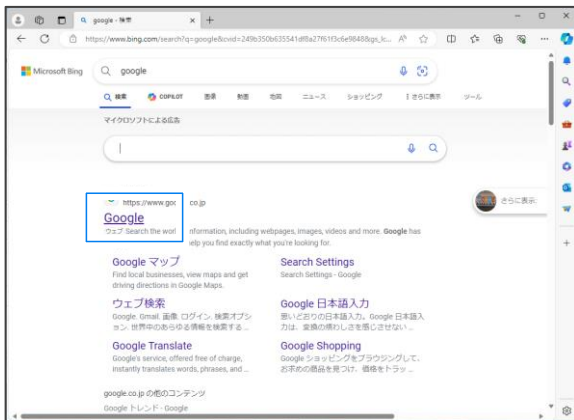 google - 検索
https://www.bing.com/search?q=google&cvid=249b350b635541df8a27f61f3c6e9848&gs_lc...
Microsoft Bing
google
検索 COPILOT 画像 動画 地図 ニュース ショッピング さらに表示 ツール
マイクロソフトによる広告
https://www.goo co.jp
さらに表示
Google
ウェブ Search the worl nformation, including webpages, images, videos and more. Google has
elp you find exactly what you're looking for.
Google マップ
Find local businesses, view maps and get
driving directions in Google Maps.
Search Settings
Search Settings - Google
ウェブ検索
Google. Gmail. 画像. ログイン. 検索オプシ
ョン. 世界中のあらゆる情報を検索する ...
Google 日本語入力
思いどおりの日本語入力。Google 日本語入
力は、変換の煩わしさを感じさせない ...
Google Translate
Google's service, offered free of charge,
instantly translates words, phrases, and ...
Google Shopping
Google ショッピングをブラウジングして、
お求めの商品を見つけ、価格をトラッ ...
google.co.jp の他のコンテンツ
Google トレンド - Google